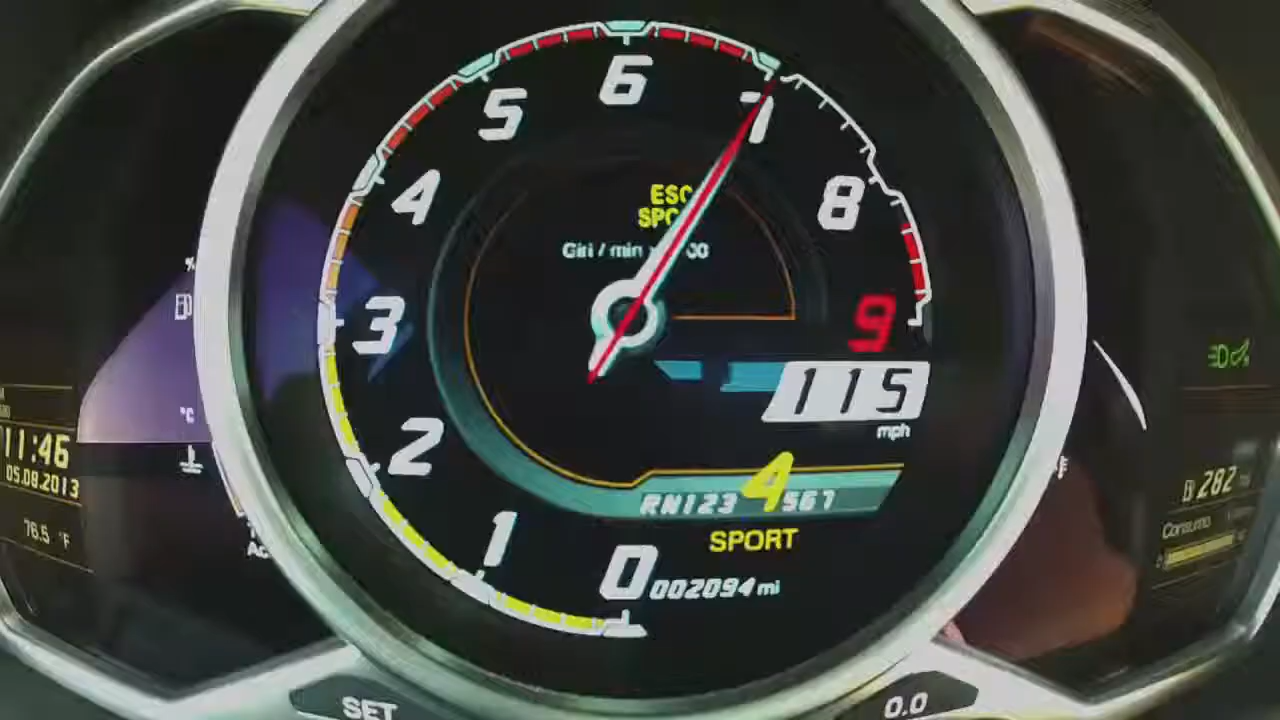 6
5
7
4
8
ESC
Giri / min
%
3
9
115
mph
°C
11:46
05.08.2013
2
282
4
RN123 567
Consumo
76.5 °F
1
SPORT
0
002094 mi
SET
0.0